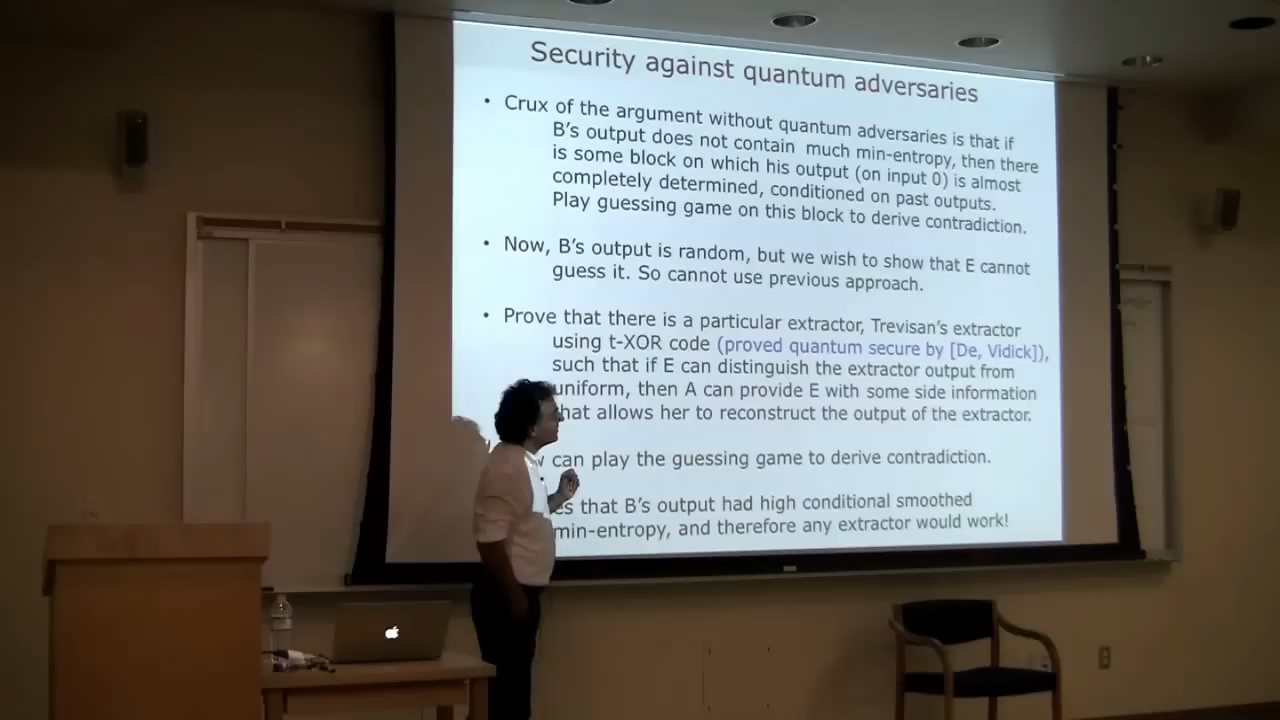 Security against quantum adversaries
• Crux of the argument without quantum adversaries is that if
B's output does not contain much min-entropy, then there
is some block on which his output (on input 0) is almost
completely determined, conditioned on past outputs.
Play guessing game on this block to derive contradiction.
• Now, B's output is random, but we wish to show that E cannot
guess it. So cannot use previous approach.
• Prove that there is a particular extractor, Trevisan's extractor
using t-XOR code (proved quantum secure by [De, Vidick]),
such that if E can distinguish the extractor output from
uniform, then A can provide E with some side information
that allows her to reconstruct the output of the extractor.
can play the guessing game to derive contradiction.
that B's output had high conditional smoothed
min-entropy, and therefore any extractor would work!